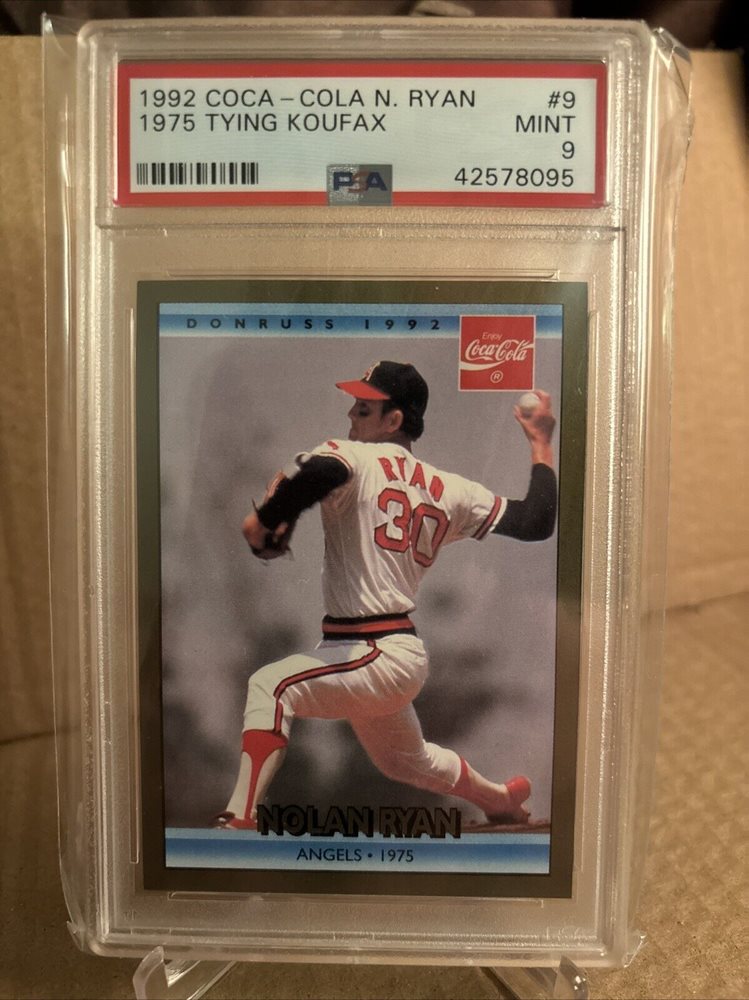 1992 COCA-COLA N. RYAN #9
1975 TYING KOUFAX MINT
9
PSA 42578095
DONRUSS 1992
Enjoy
Coca-Cola
®
RYAN
30
NOLAN RYAN
ANGELS • 1975